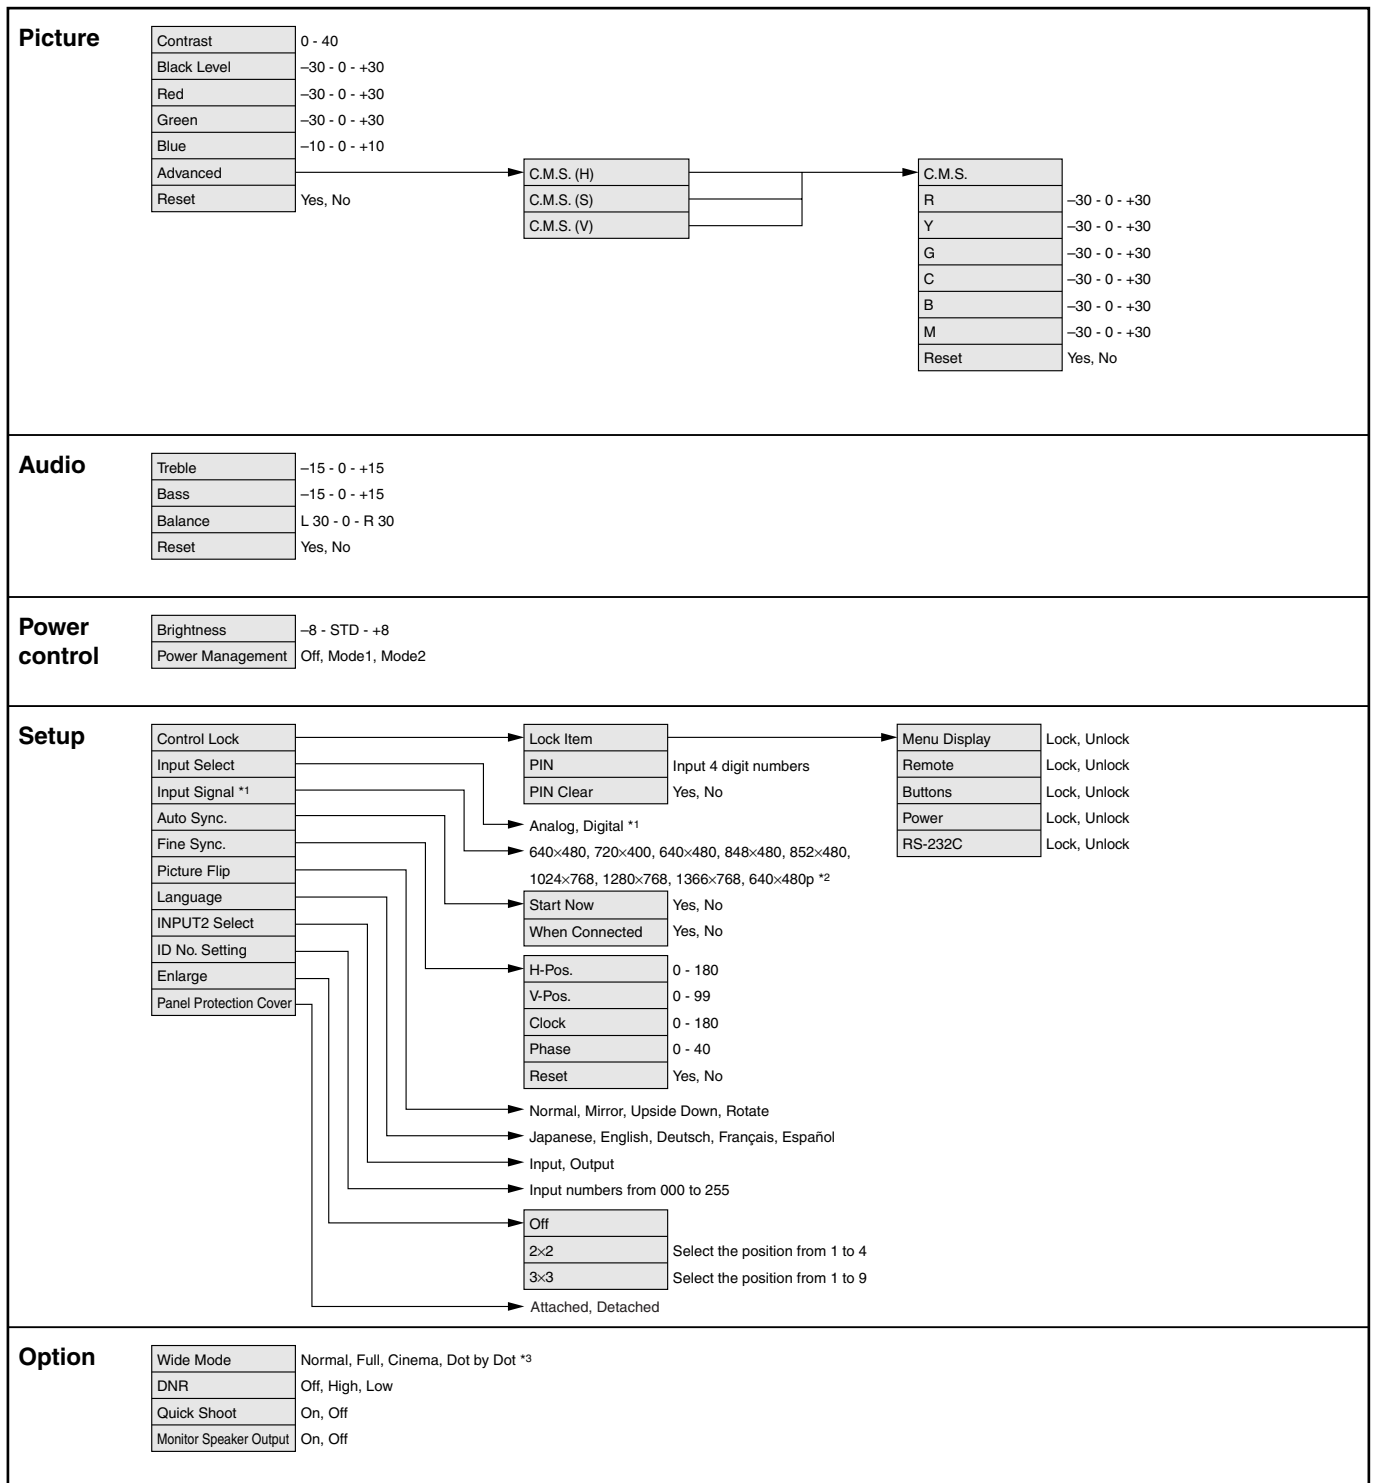 Picture
Contrast 0 - 40
Black Level –30 - 0 - +30
Red –30 - 0 - +30
Green –30 - 0 - +30
Blue –10 - 0 - +10
Advanced C.M.S. (H) C.M.S.
Reset Yes, No C.M.S. (S) R –30 - 0 - +30
C.M.S. (V) Y –30 - 0 - +30
G –30 - 0 - +30
C –30 - 0 - +30
B –30 - 0 - +30
M –30 - 0 - +30
Reset Yes, No
Audio
Treble –15 - 0 - +15
Bass –15 - 0 - +15
Balance L 30 - 0 - R 30
Reset Yes, No
Power
control
Brightness –8 - STD - +8
Power Management Off, Mode1, Mode2
Setup
Control Lock Lock Item Menu Display Lock, Unlock
Input Select PIN Input 4 digit numbers Remote Lock, Unlock
Input Signal *1 PIN Clear Yes, No Buttons Lock, Unlock
Auto Sync. Analog, Digital *1 Power Lock, Unlock
Fine Sync. 640×480, 720×400, 640×480, 848×480, 852×480, RS-232C Lock, Unlock
Picture Flip 1024×768, 1280×768, 1366×768, 640×480p *2
Language Start Now Yes, No
INPUT2 Select When Connected Yes, No
ID No. Setting H-Pos. 0 - 180
Enlarge V-Pos. 0 - 99
Panel Protection Cover Clock 0 - 180
Phase 0 - 40
Reset Yes, No
Normal, Mirror, Upside Down, Rotate
Japanese, English, Deutsch, Français, Español
Input, Output
Input numbers from 000 to 255
Off
2×2 Select the position from 1 to 4
3×3 Select the position from 1 to 9
Attached, Detached
Option
Wide Mode Normal, Full, Cinema, Dot by Dot *3
DNR Off, High, Low
Quick Shoot On, Off
Monitor Speaker Output On, Off